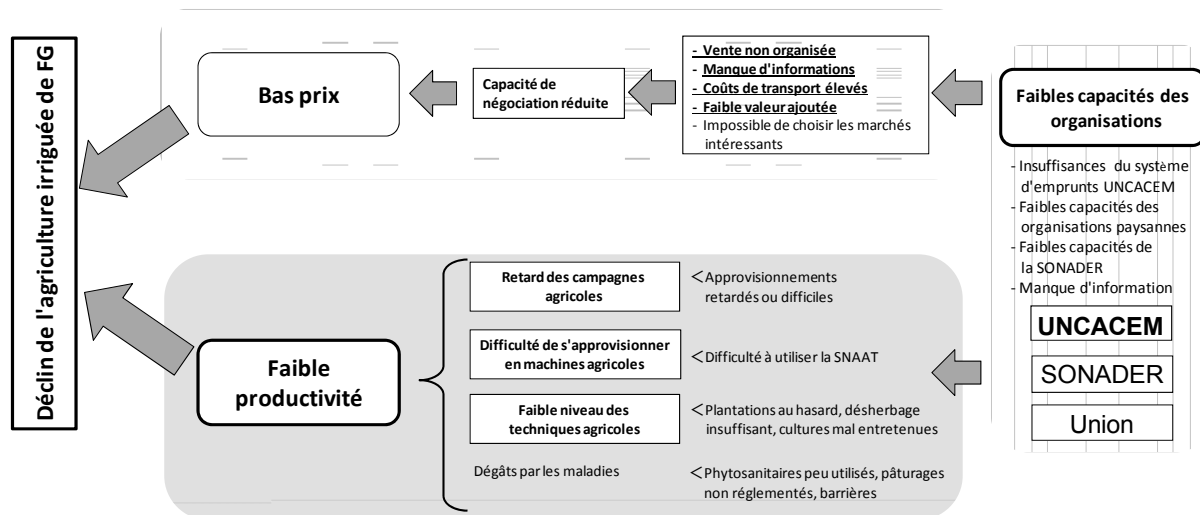 Déclin de l'agriculture irriguée de FG
Bas prix
Capacité de
négociation réduite
- Vente non organisée
- Manque d'informations
- Coûts de transport élevés
- Faible valeur ajoutée
- Impossible de choisir les marchés
intéressants
Faibles capacités des
organisations
- Insuffisances du système
d'emprunts UNCACEM
- Faibles capacités des
organisations paysannes
- Faibles capacités de
la SONADER
- Manque d'information
UNCACEM
SONADER
Union
Faible
productivité
Retard des campagnes
agricoles
< Approvisionnements
retardés ou difficiles
Difficulté de s'approvisionner
en machines agricoles
< Difficulté à utiliser la SNAAT
Faible niveau des
techniques agricoles
< Plantations au hasard, désherbage
insuffisant, cultures mal entretenues
Dégâts par les maladies
< Phytosanitaires peu utilisés, pâturages
non réglementés, barrières